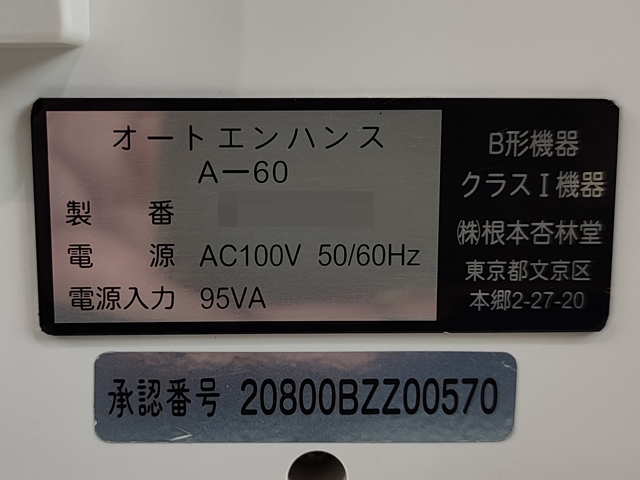 オートエンハンス
A－60
製　番
電　源　AC100V 50/60Hz
電源入力 95VA
B形機器
クラスⅠ機器
㈱根本杏林堂
東京都文京区
本郷2-27-20
承認番号 20800BZZ00570